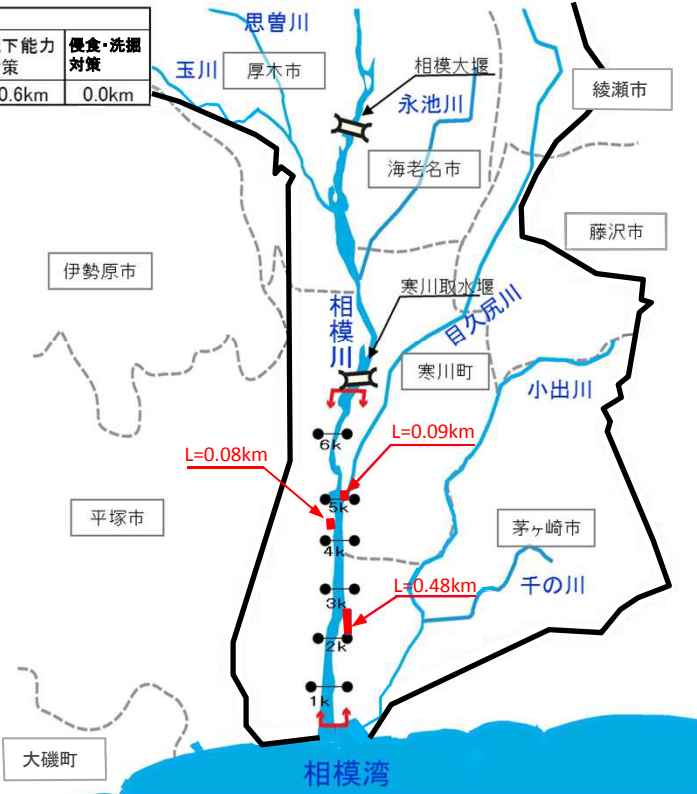 思曽川
下能力
策
侵食・洗掘
対策
0.6km
0.0km
玉川
厚木市
相模大堰
永池川
綾瀬市
海老名市
藤沢市
伊勢原市
寒川取水堰
相模川
目久尻川
寒川町
小出川
6k
L=0.09km
L=0.08km
5k
平塚市
4k
茅ヶ崎市
3k
L=0.48km
千の川
2k
1k
大磯町
相模湾